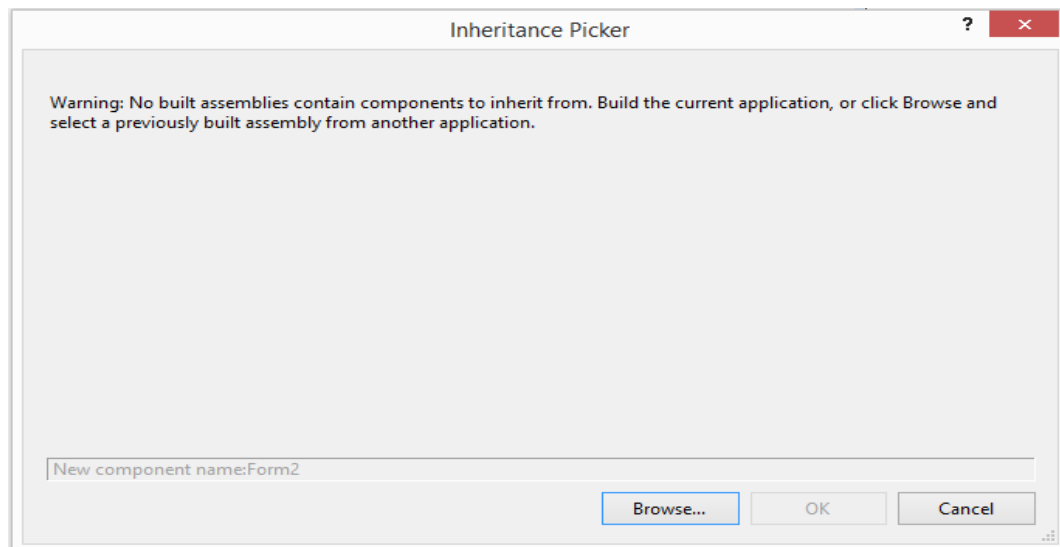 Inheritance Picker
?
Warning: No built assemblies contain components to inherit from. Build the current application, or click Browse and
select a previously built assembly from another application.
New component name:Form2
Browse...
OK
Cancel